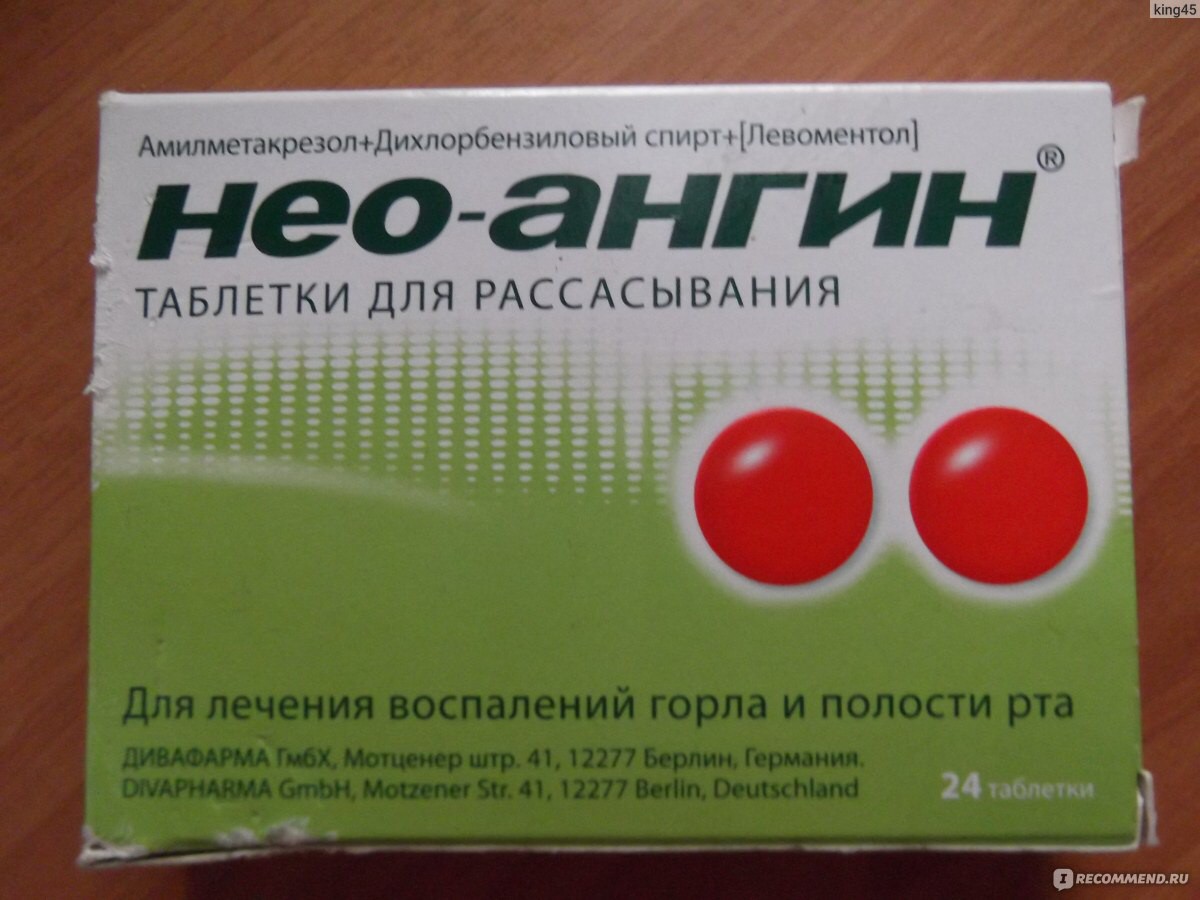 king45
Амилметакрезол+Дихлорбензиловый спирт+[Левоментол]
нео-ангин®
ТАБЛЕТКИ ДЛЯ РАССАСЫВАНИЯ
Для лечения воспалений горла и полости рта
ДИВАФАРМА ГмбХ, Мотценер штр. 41, 12277 Берлин, Германия.
DIVAPHARMA GmbH, Motzener Str. 41, 12277 Berlin, Deutschland
24 таблетки
IRECOMMEND.RU